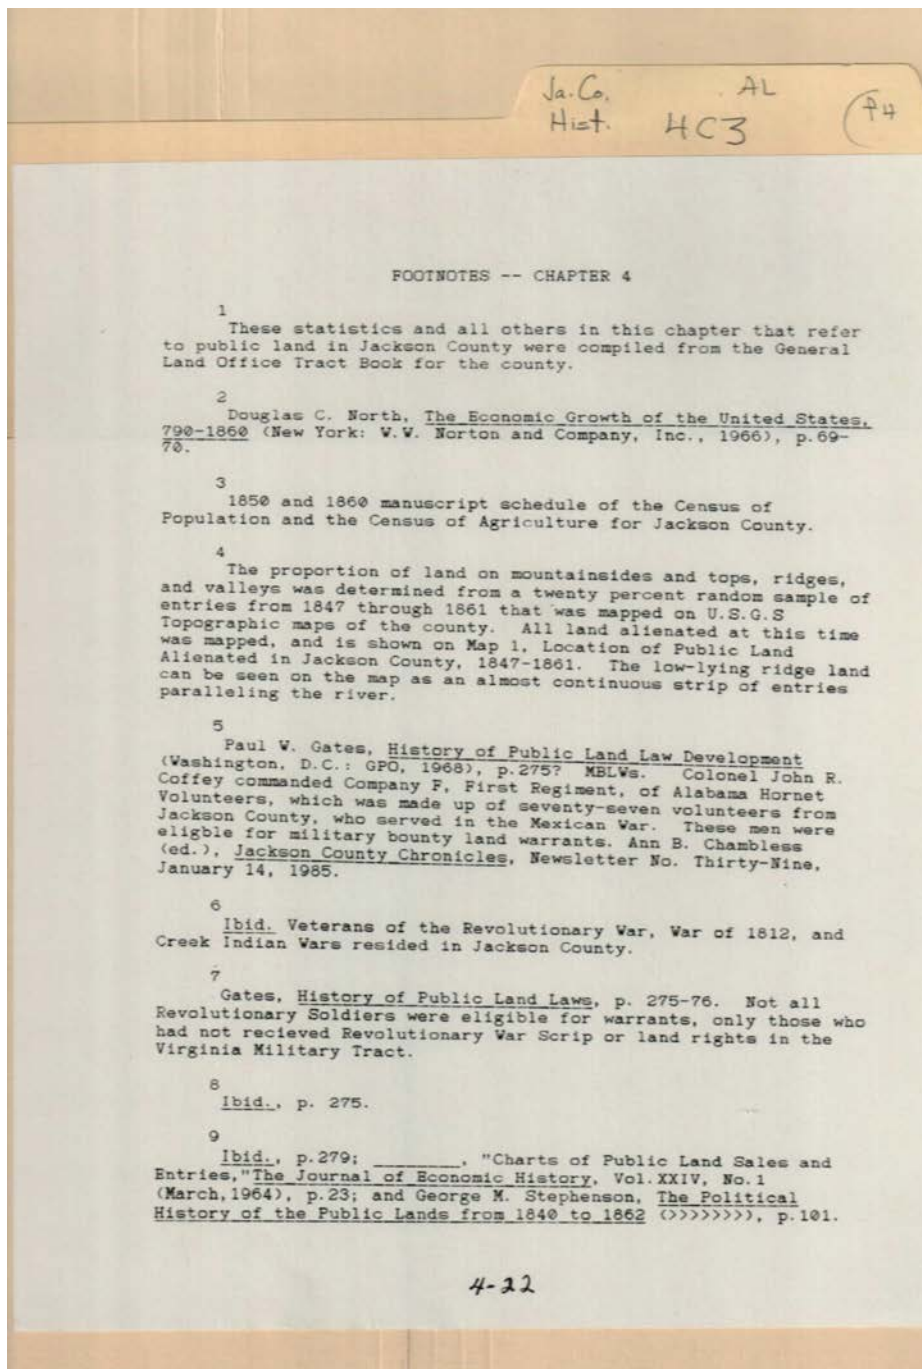 Ja. Co. AL
Hist. 4C3 P4
FOOTNOTES -- CHAPTER 4
1
These statistics and all others in this chapter that refer
to public land in Jackson County were compiled from the General
Land Office Tract Book for the county.
2
Douglas C. North, The Economic Growth of the United States,
790-1860 (New York: W.W. Norton and Company, Inc., 1966), p.69-
70.
3
1850 and 1860 manuscript schedule of the Census of
Population and the Census of Agriculture for Jackson County.
4
The proportion of land on mountainsides and tops, ridges,
and valleys was determined from a twenty percent random sample of
entries from 1847 through 1861 that was mapped on U.S.G.S
Topographic maps of the county. All land alienated at this time
was mapped, and is shown on Map 1, Location of Public Land
Alienated in Jackson County, 1847-1861. The low-lying ridge land
can be seen on the map as an almost continuous strip of entries
paralleling the river.
5
Paul W. Gates, History of Public Land Law Development
(Washington, D.C.: GPO, 1968), p.275? MBLWs. Colonel John R.
Coffey commanded Company F, First Regiment, of Alabama Hornet
Volunteers, which was made up of seventy-seven volunteers from
Jackson County, who served in the Mexican War. These men were
eligble for military bounty land warrants. Ann B. Chambless
(ed.), Jackson County Chronicles, Newsletter No. Thirty-Nine,
January 14, 1985.
6
Ibid. Veterans of the Revolutionary War, War of 1812, and
Creek Indian Wars resided in Jackson County.
7
Gates, History of Public Land Laws, p. 275-76. Not all
Revolutionary Soldiers were eligible for warrants, only those who
had not recieved Revolutionary War Scrip or land rights in the
Virginia Military Tract.
8
Ibid., p. 275.
9
Ibid., p.279; ________, "Charts of Public Land Sales and
Entries,"The Journal of Economic History, Vol.XXIV, No.1
(March,1964), p.23; and George M. Stephenson, The Political
History of the Public Lands from 1840 to 1862 (>>>>>>>>), p.101.
4-22